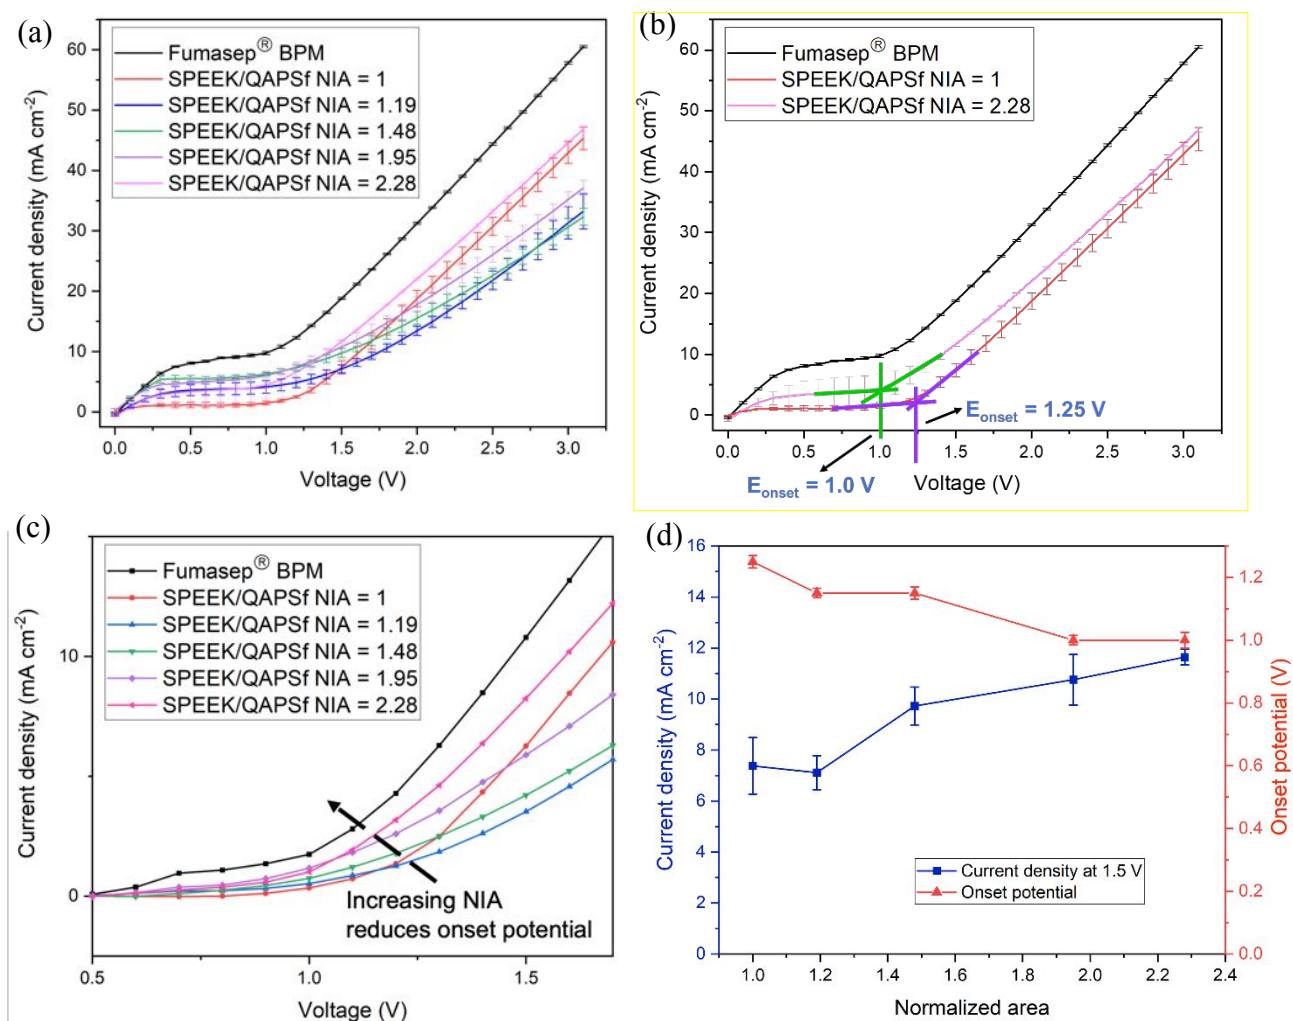 (a)
Fumasep® BPM
SPEEK/QAPSf NIA = 1
SPEEK/QAPSf NIA = 1.19
SPEEK/QAPSf NIA = 1.48
SPEEK/QAPSf NIA = 1.95
SPEEK/QAPSf NIA = 2.28
Current density (mA cm⁻²)
60
50
40
30
20
10
0
0.0 0.5 1.0 1.5 2.0 2.5 3.0
Voltage (V)
(b)
Fumasep® BPM
SPEEK/QAPSf NIA = 1
SPEEK/QAPSf NIA = 2.28
Current density (mA cm⁻²)
60
50
40
30
20
10
0
E_onset = 1.25 V
0.0 0.5 1.0 1.5 2.0 2.5 3.0
E_onset = 1.0 V
Voltage (V)
(c)
Fumasep® BPM
SPEEK/QAPSf NIA = 1
SPEEK/QAPSf NIA = 1.19
SPEEK/QAPSf NIA = 1.48
SPEEK/QAPSf NIA = 1.95
SPEEK/QAPSf NIA = 2.28
Current density (mA cm⁻²)
10
0
Increasing NIA
reduces onset potential
0.5 1.0 1.5
Voltage (V)
(d)
Current density (mA cm⁻²)
16
14
12
10
8
6
4
2
0
Current density at 1.5 V
Onset potential
1.2
1.0
0.8
0.6
0.4
0.2
0.0
Onset potential (V)
1.0 1.2 1.4 1.6 1.8 2.0 2.2 2.4
Normalized area